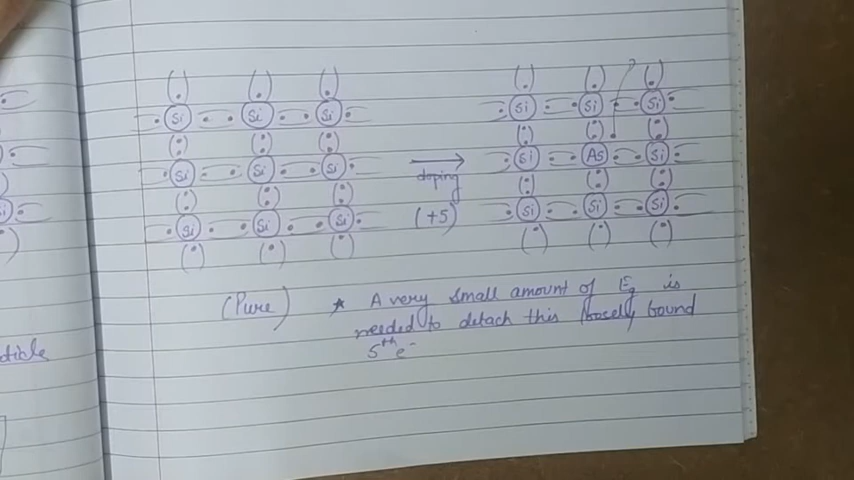 Si Si Si Si Si Si
Si Si Si Si As Si
doping
Si Si Si Si Si Si
(+5)
(Pure)
* A very small amount of Eg is
needed to detach this loosely bound
5th e-